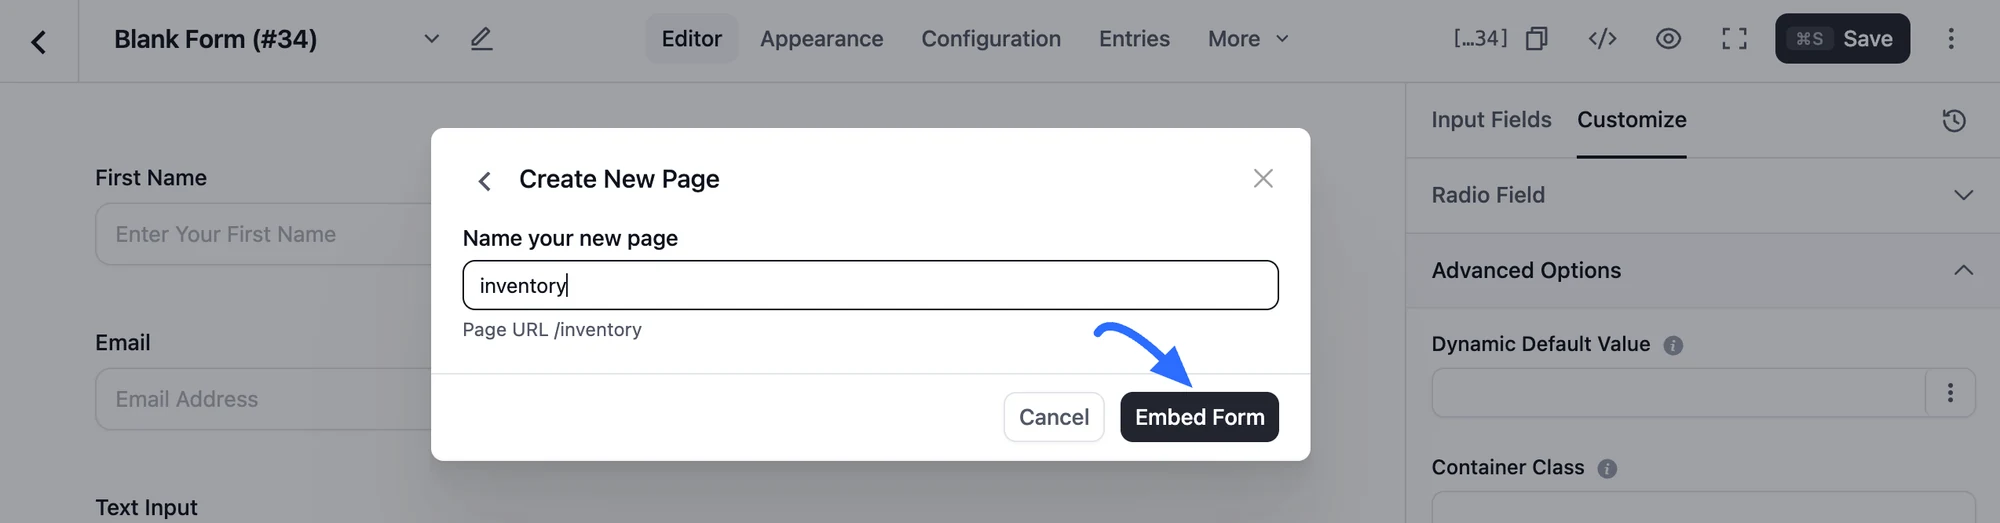 Blank Form (#34)
Editor Appearance Configuration Entries More
[...34] </> ⌘S Save
Input Fields Customize
Radio Field
Advanced Options
Dynamic Default Value i
Container Class i
First Name
Enter Your First Name
Email
Email Address
Text Input
Create New Page
Name your new page
inventory
Page URL /inventory
Cancel Embed Form